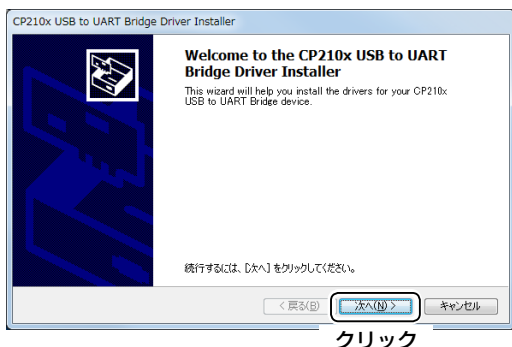 CP210x USB to UART Bridge Driver Installer
Welcome to the CP210x USB to UART
Bridge Driver Installer
This wizard will help you install the drivers for your CP210x
USB to UART Bridge device.
続行するには、[次へ] をクリックしてください。
< 戻る(B)
次へ(N) >
キャンセル
クリック